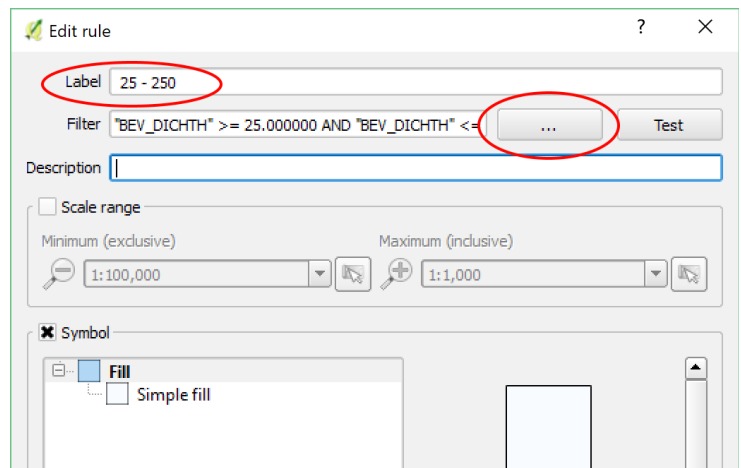 Edit rule ? ×
Label 25 - 250
Filter "BEV_DICHTH" >= 25.000000 AND "BEV_DICHTH" <= ... Test
Description
Scale range
Minimum (exclusive) Maximum (inclusive)
1:100,000 1:1,000
Symbol
Fill
Simple fill